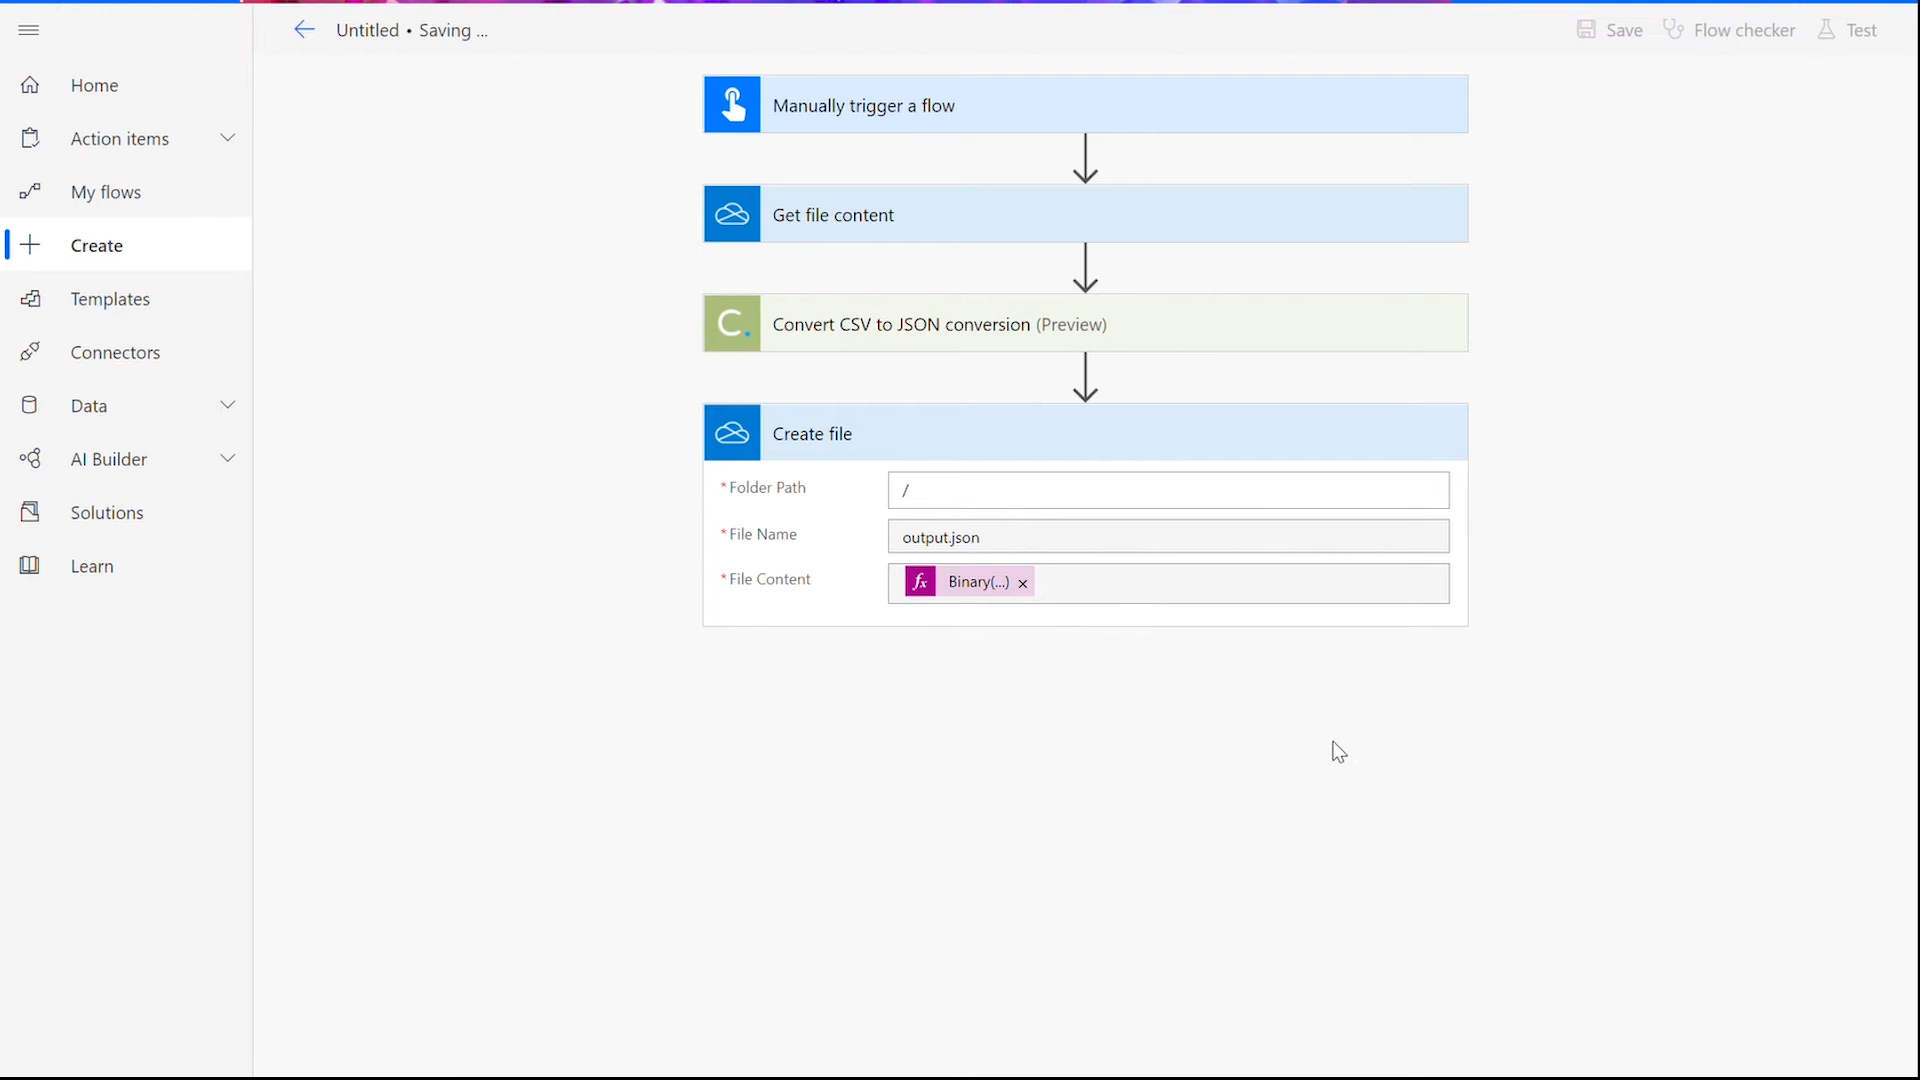 Untitled • Saving ...
Save
Flow checker
Test
Home
Action items
My flows
Create
Templates
Connectors
Data
AI Builder
Solutions
Learn
Manually trigger a flow
Get file content
C. Convert CSV to JSON conversion (Preview)
Create file
*Folder Path
/
*File Name
output.json
*File Content
fx Binary(...) ×